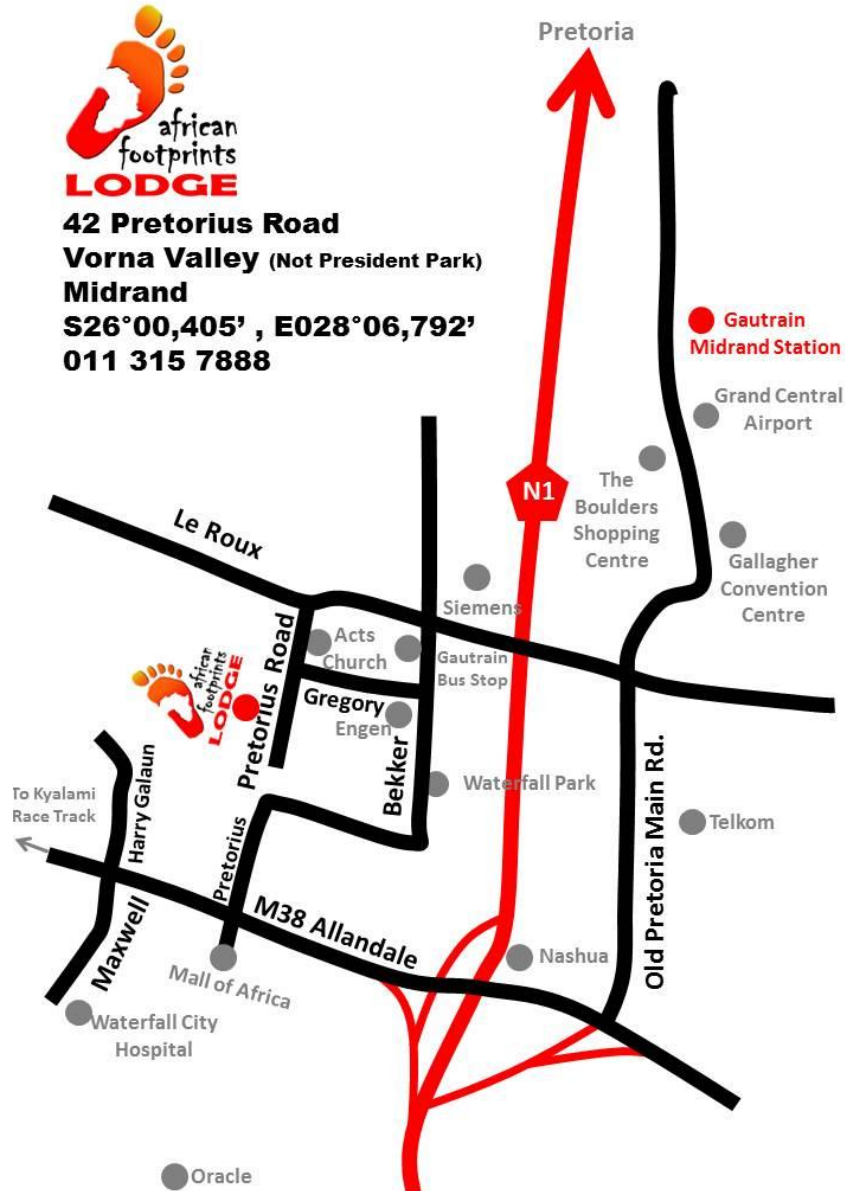 Pretoria
african
footprints
LODGE
42 Pretorius Road
Vorna Valley (Not President Park)
Midrand
S26°00,405’ , E028°06,792’
011 315 7888
Gautrain
Midrand Station
Grand Central
Airport
N1
The
Boulders
Shopping
Centre
Gallagher
Convention
Centre
Le Roux
Siemens
Acts
Church
Gautrain
Bus Stop
african
footprints
LODGE
Pretorius Road
Gregory
Engen
Bekker
Waterfall Park
Old Pretoria Main Rd.
Telkom
To Kyalami
Race Track
Harry Galaun
Pretorius
Maxwell
M38 Allandale
Mall of Africa
Nashua
Waterfall City
Hospital
Oracle